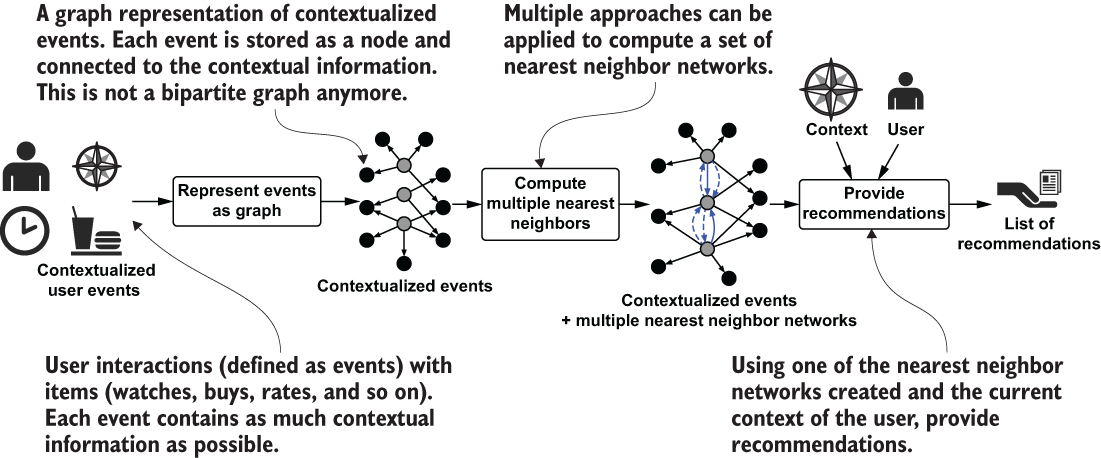 A graph representation of contextualized
events. Each event is stored as a node and
connected to the contextual information.
This is not a bipartite graph anymore.
Multiple approaches can be
applied to compute a set of
nearest neighbor networks.
Context
User
Represent events
as graph
Compute
multiple nearest
neighbors
Provide
recommendations
List of
recommendations
Contextualized
user events
Contextualized events
Contextualized events
+ multiple nearest neighbor networks
User interactions (defined as events) with
items (watches, buys, rates, and so on).
Each event contains as much contextual
information as possible.
Using one of the nearest neighbor
networks created and the current
context of the user, provide
recommendations.